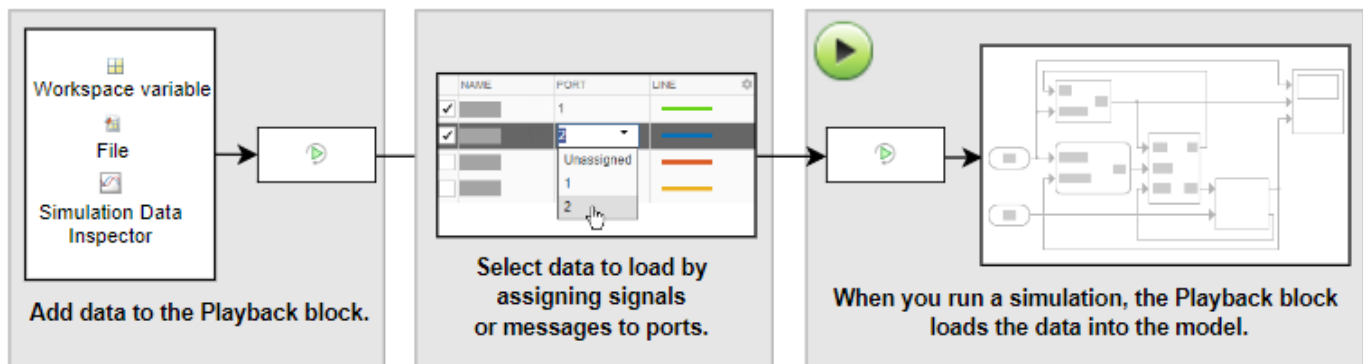 Workspace variable
File
Simulation Data
Inspector
Add data to the Playback block.
NAME PORT LINE
1
2
Unassigned
1
2
Select data to load by
assigning signals
or messages to ports.
When you run a simulation, the Playback block
loads the data into the model.